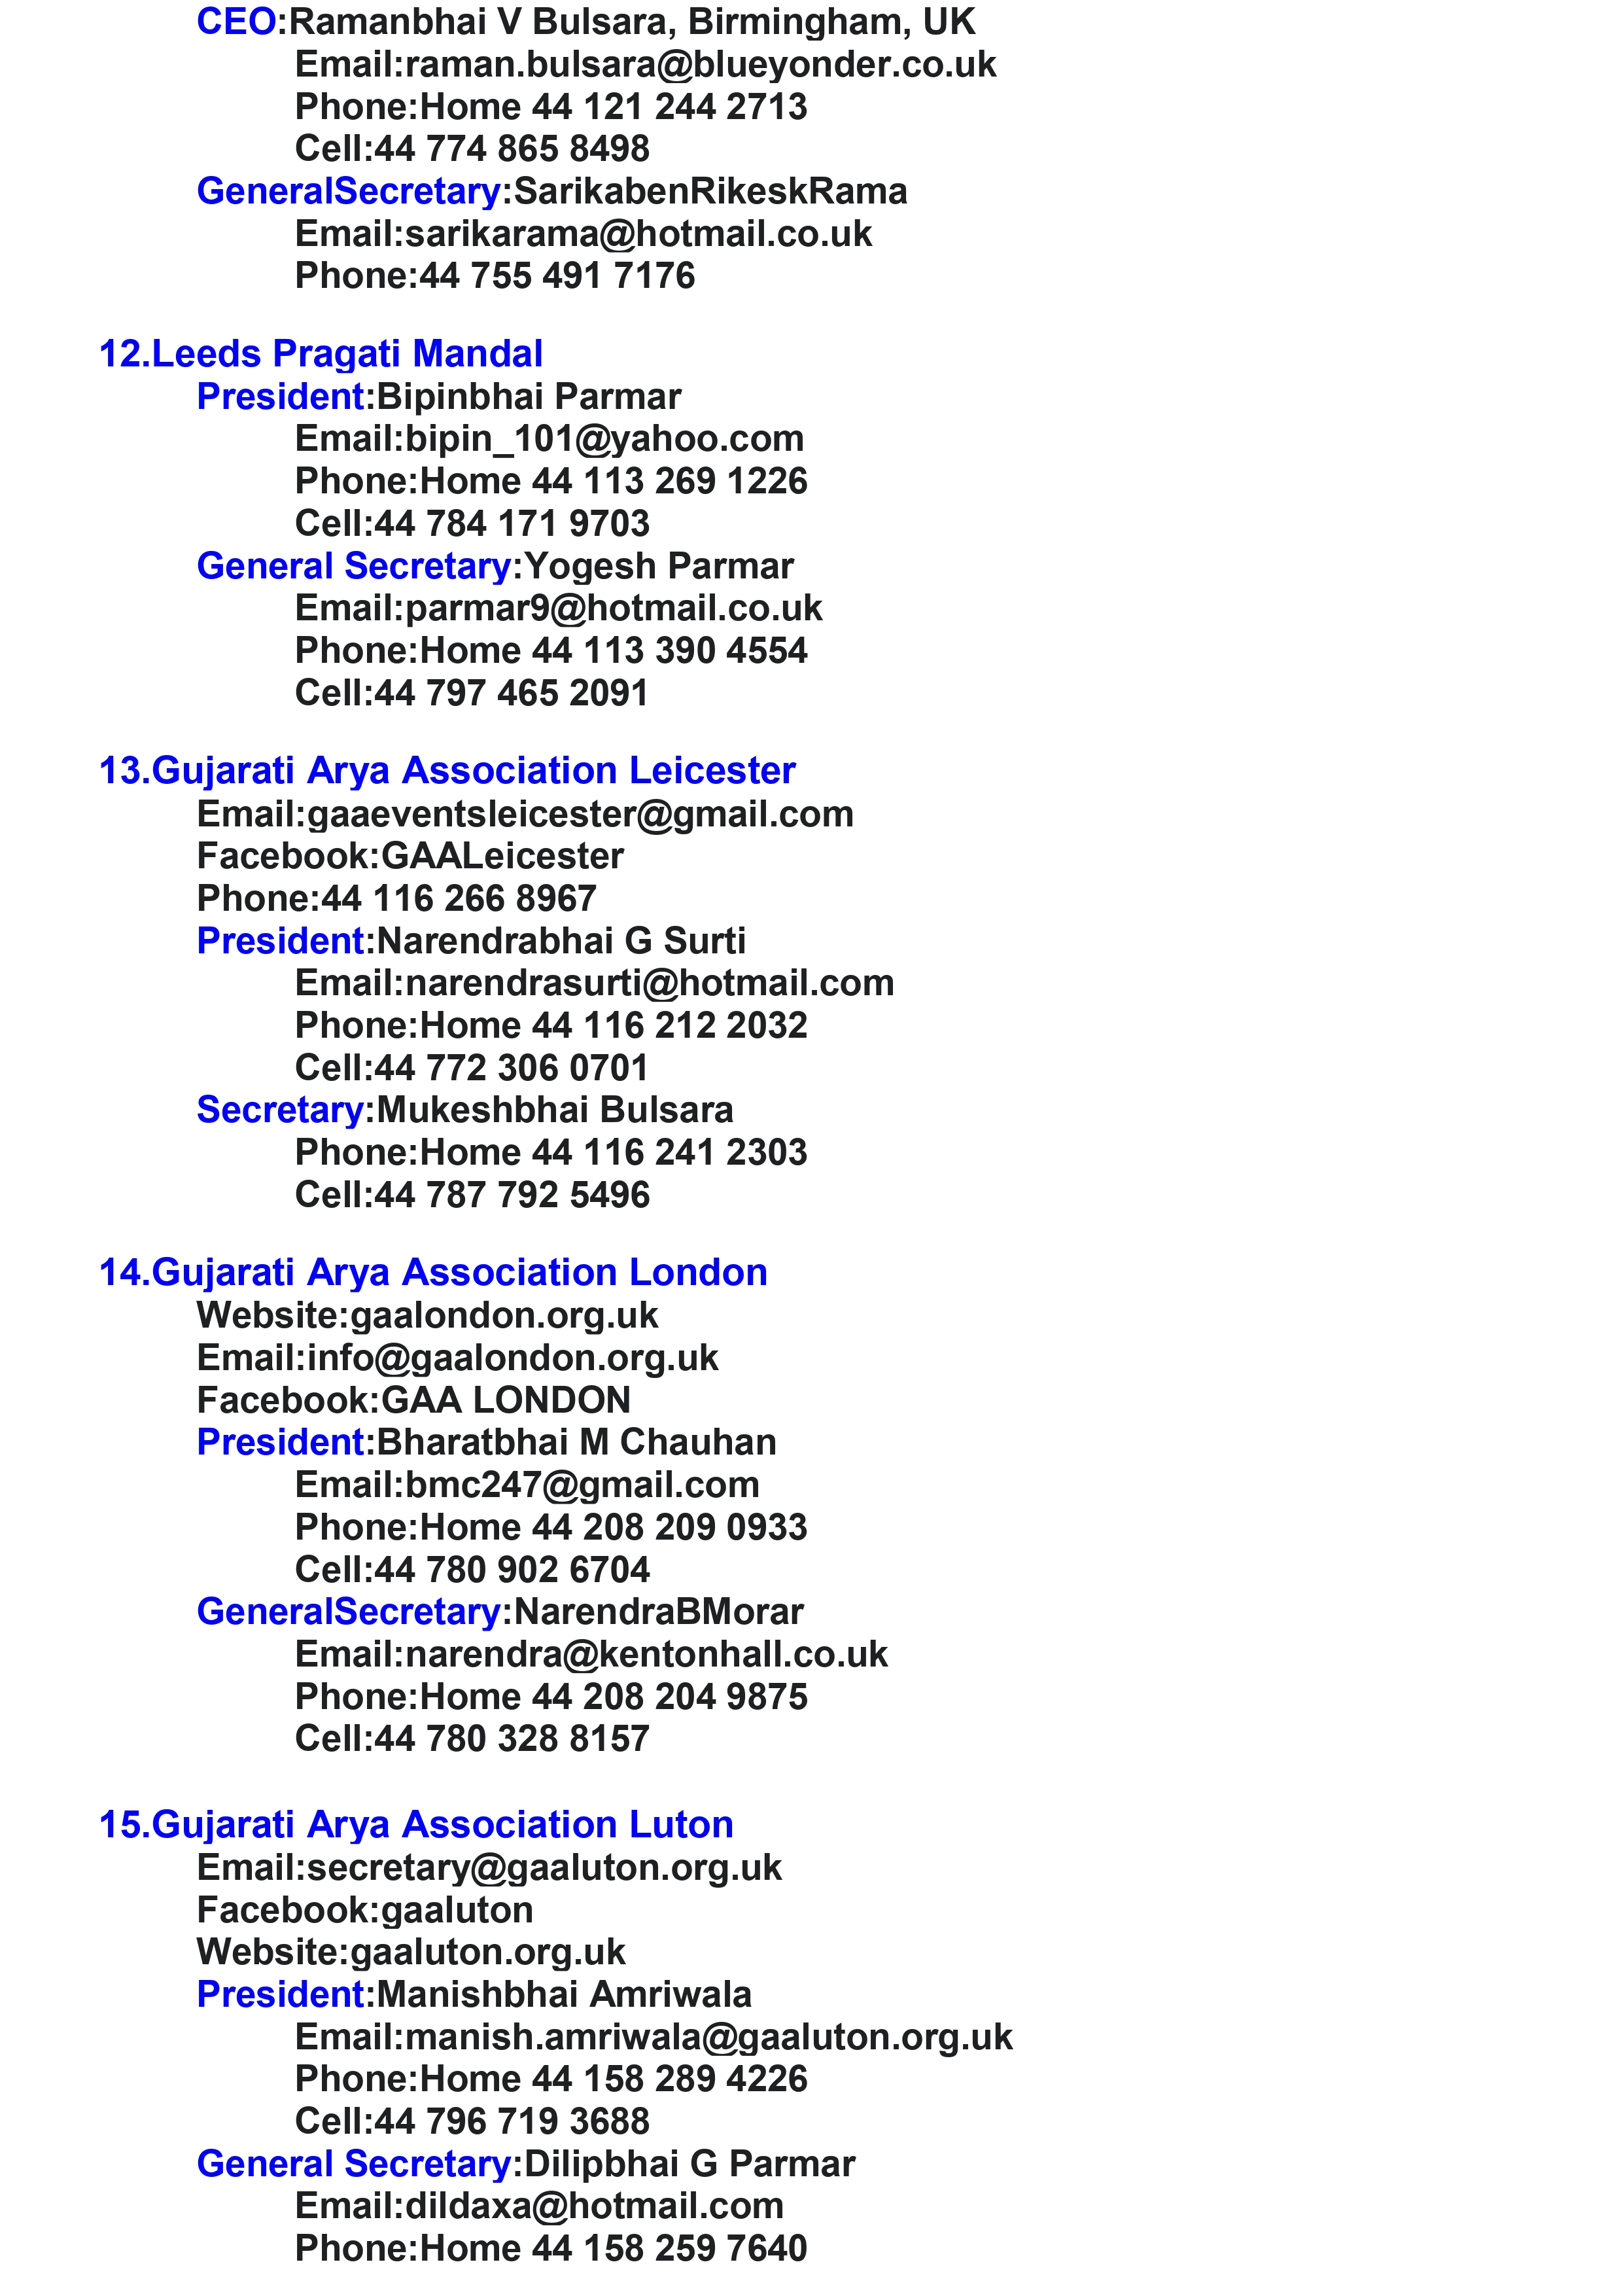 CEO:Ramanbhai V Bulsara, Birmingham, UK
Email:raman.bulsara@blueyonder.co.uk
Phone:Home 44 121 244 2713
Cell:44 774 865 8498
GeneralSecretary:SarikabenRikeskRama
Email:sarikarama@hotmail.co.uk
Phone:44 755 491 7176
12.Leeds Pragati Mandal
President:Bipinbhai Parmar
Email:bipin_101@yahoo.com
Phone:Home 44 113 269 1226
Cell:44 784 171 9703
General Secretary:Yogesh Parmar
Email:parmar9@hotmail.co.uk
Phone:Home 44 113 390 4554
Cell:44 797 465 2091
13.Gujarati Arya Association Leicester
Email:gaaeventsleicester@gmail.com
Facebook:GAALeicester
Phone:44 116 266 8967
President:Narendrabhai G Surti
Email:narendrasurti@hotmail.com
Phone:Home 44 116 212 2032
Cell:44 772 306 0701
Secretary:Mukeshbhai Bulsara
Phone:Home 44 116 241 2303
Cell:44 787 792 5496
14.Gujarati Arya Association London
Website:gaalondon.org.uk
Email:info@gaalondon.org.uk
Facebook:GAA LONDON
President:Bharatbhai M Chauhan
Email:bmc247@gmail.com
Phone:Home 44 208 209 0933
Cell:44 780 902 6704
GeneralSecretary:NarendraBMorar
Email:narendra@kentonhall.co.uk
Phone:Home 44 208 204 9875
Cell:44 780 328 8157
15.Gujarati Arya Association Luton
Email:secretary@gaaluton.org.uk
Facebook:gaaluton
Website:gaaluton.org.uk
President:Manishbhai Amriwala
Email:manish.amriwala@gaaluton.org.uk
Phone:Home 44 158 289 4226
Cell:44 796 719 3688
General Secretary:Dilipbhai G Parmar
Email:dildaxa@hotmail.com
Phone:Home 44 158 259 7640